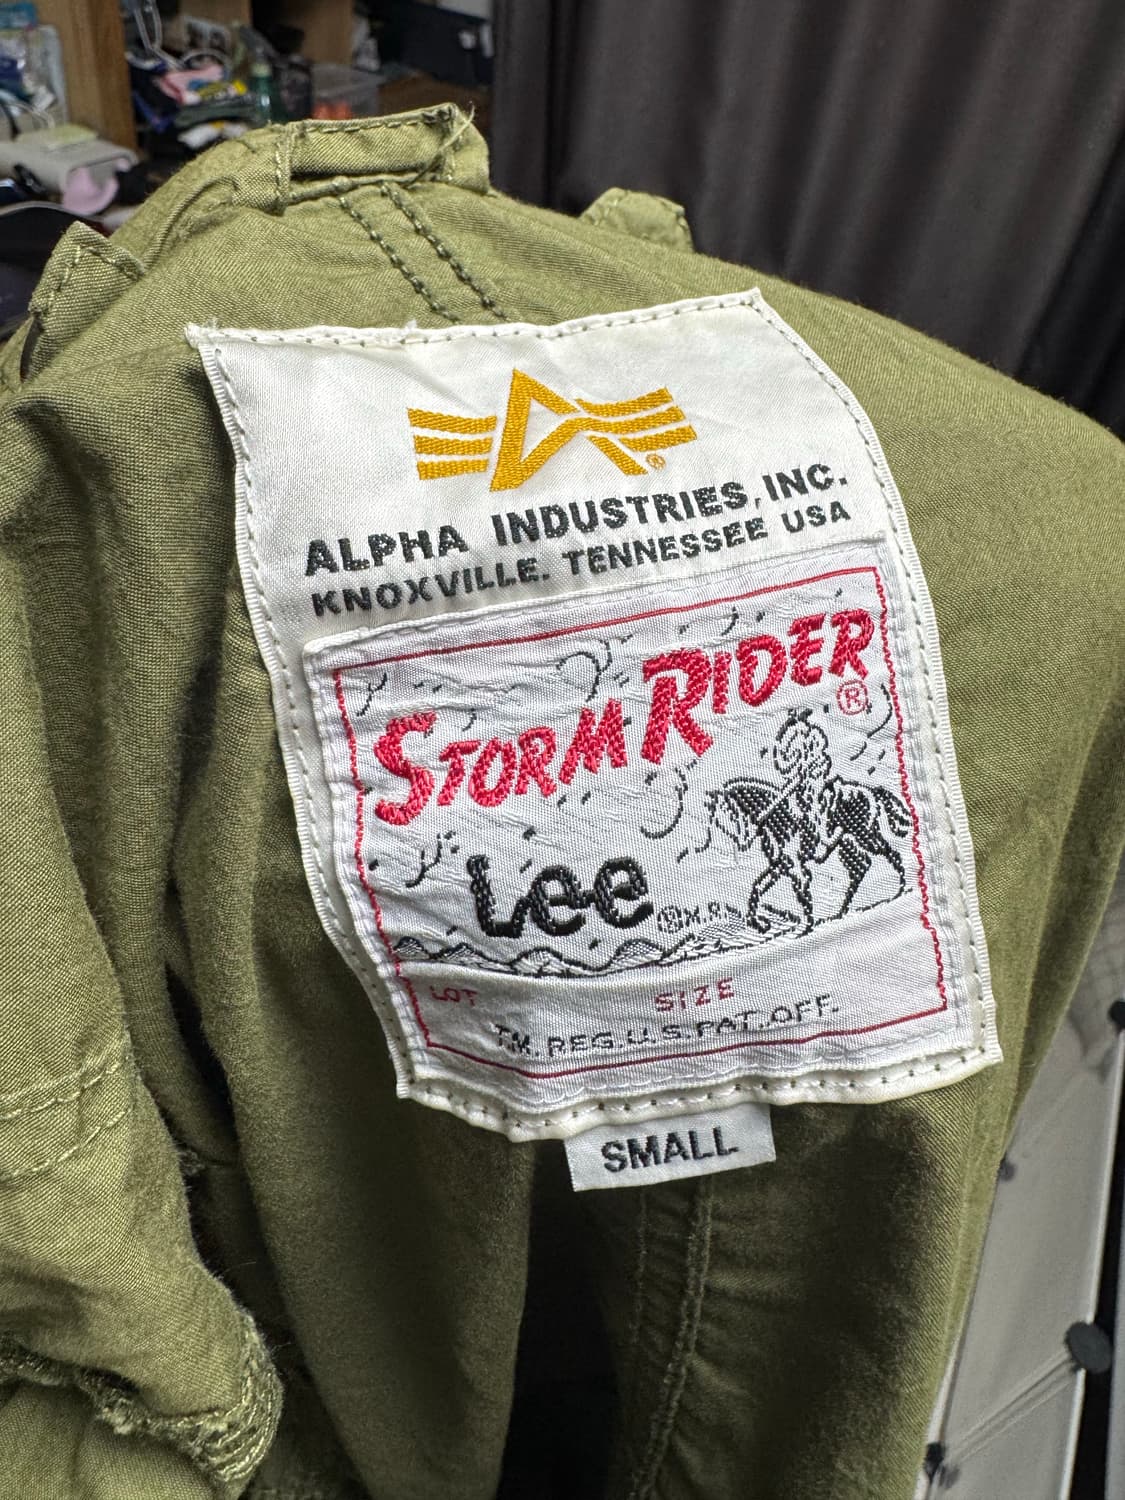 ALPHA INDUSTRIES, INC.
KNOXVILLE. TENNESSEE USA
STORM RIDER
®
Lee
® M.R.
LOT SIZE
TM. REG. U.S. PAT. OFF.
SMALL